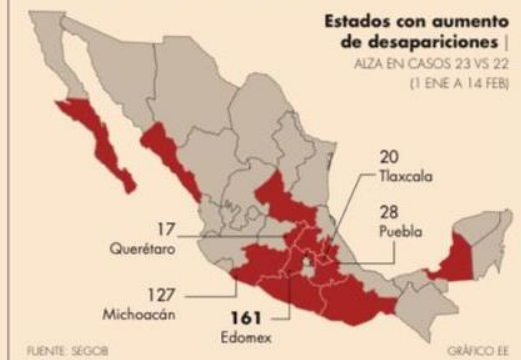 Estados con aumento
de desapariciones |
ALZA EN CASOS 23 VS 22
(1 ENE A 14 FEB)
20
Tlaxcala
28
Puebla
17
Querétaro
127
Michoacán
161
Edomex
FUENTE: SEGOB
GRÁFICO EE